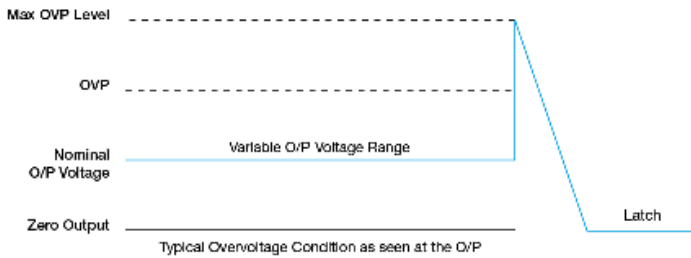 Max OVP Level
OVP
Variable O/P Voltage Range
Nominal
O/P Voltage
Latch
Zero Output
Typical Overvoltage Condition as seen at the O/P